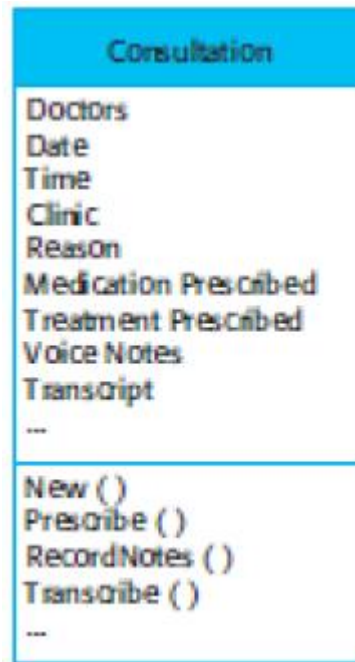 Consultation
Doctors
Date
Time
Clinic
Reason
Medication Prescribed
Treatment Prescribed
Voice Notes
Transcript
...
New ( )
Prescribe ( )
RecordNotes ( )
Transcribe ( )
...